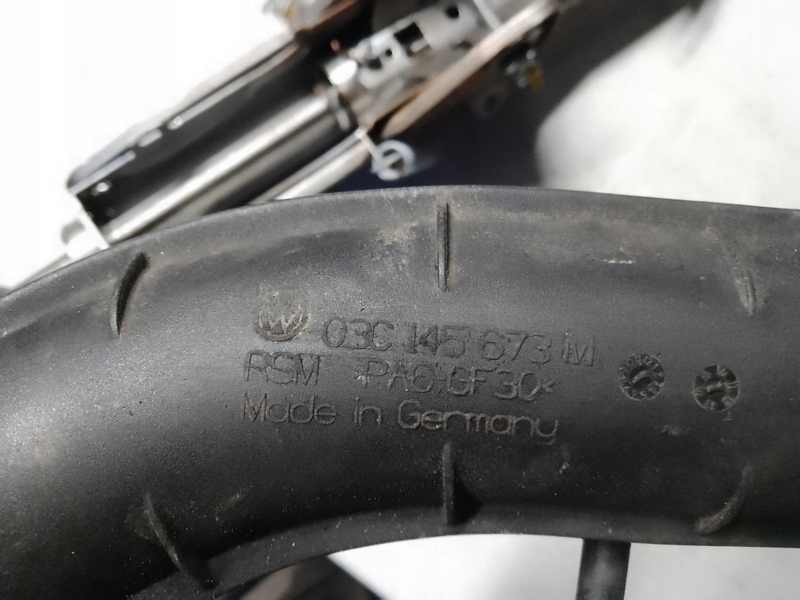 03C 145 673 M
RSM >PA6-GF30<
Made in Germany